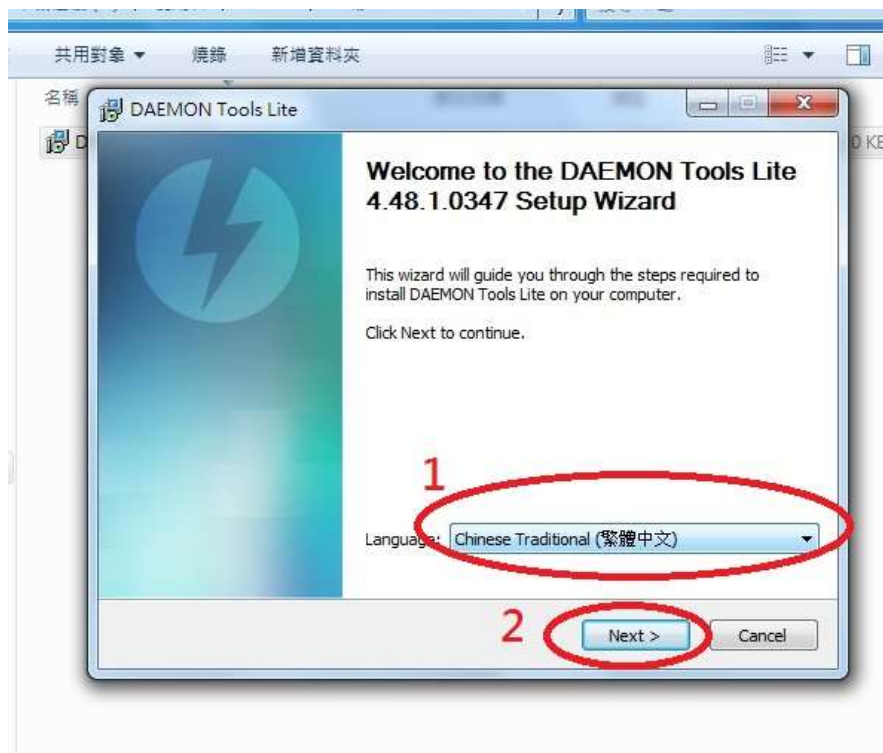 共用對象 燒錄 新增資料夾
名稱
DAEMON Tools Lite
D
0 KB
Welcome to the DAEMON Tools Lite
4.48.1.0347 Setup Wizard
This wizard will guide you through the steps required to
install DAEMON Tools Lite on your computer.
Click Next to continue.
1
Language: Chinese Traditional (繁體中文)
2
Next > Cancel